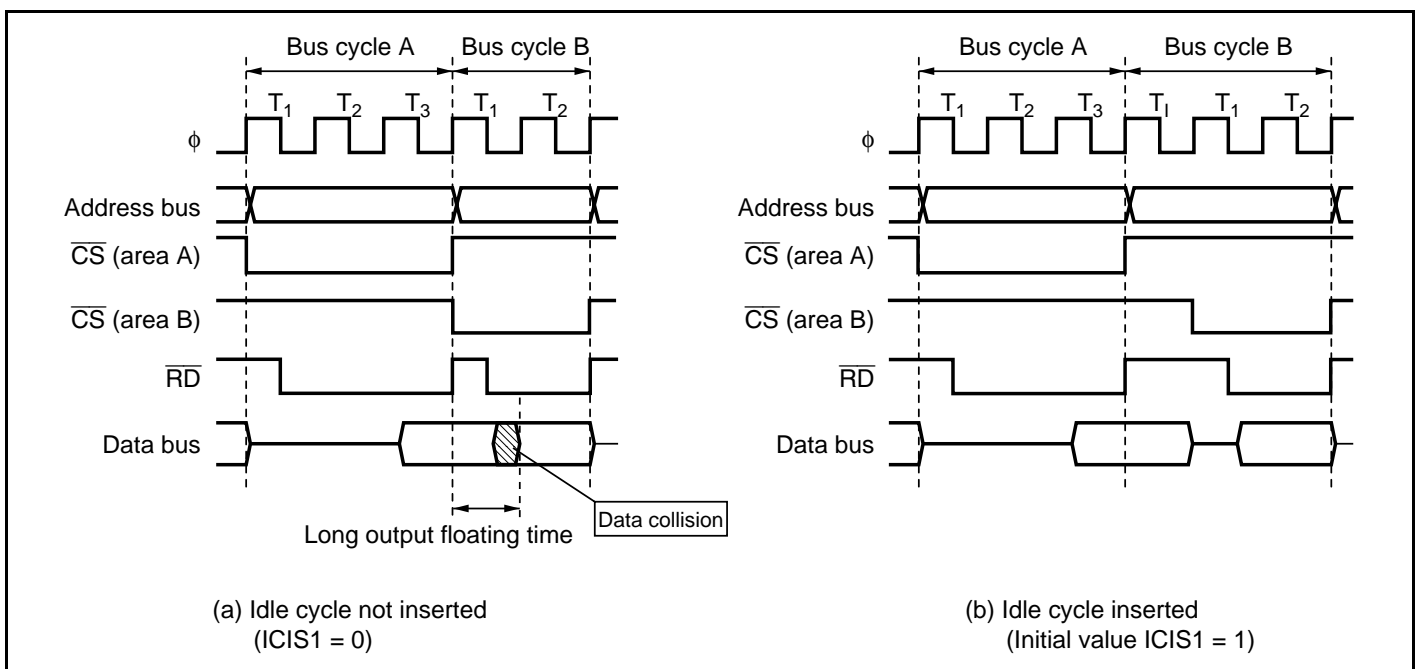 Bus cycle A Bus cycle B
T1 T2 T3 T1 T2
φ
Address bus
CS (area A)
CS (area B)
RD
Data bus
Data collision
Long output floating time
(a) Idle cycle not inserted
(ICIS1 = 0)
Bus cycle A Bus cycle B
T1 T2 T3 TI T1 T2
φ
Address bus
CS (area A)
CS (area B)
RD
Data bus
(b) Idle cycle inserted
(Initial value ICIS1 = 1)